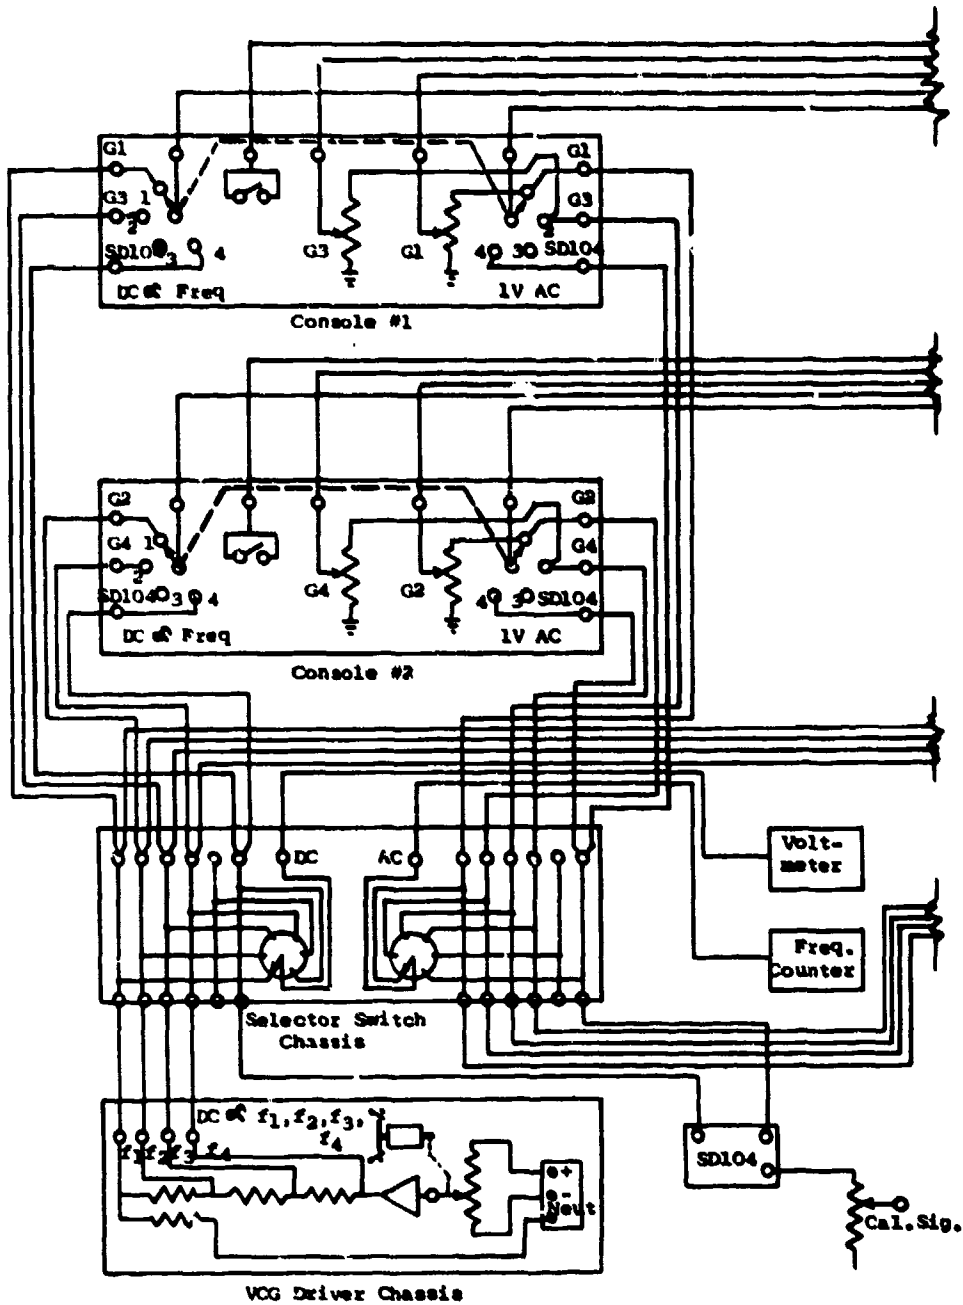 G1
G1
G3 1
G3
2
2
SD10
3
4
G3
G1
4
3
SD104
DC Freq
1V AC
Console #1
G2
G2
G4 1
G4
2
SD104
3
4
G4
G2
4
3
SD104
DC Freq
1V AC
Console #2
DC
AC
Volt-
meter
Freq.
Counter
Selector Switch
Chassis
DC f1, f2, f3,
f4
f1 f2 f3 f4
+
-
Neut
SD104
Cal.Sig.
VCG Driver Chassis